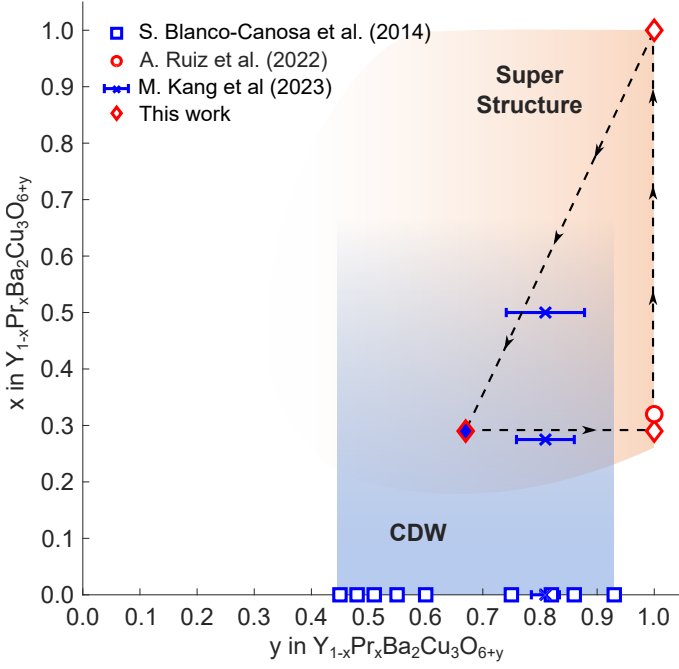 S. Blanco-Canosa et al. (2014)
A. Ruiz et al. (2022)
M. Kang et al (2023)
This work
Super
Structure
CDW
x in Y₁₋ₓPrₓBa₂Cu₃O₆₊y
1.0
0.9
0.8
0.7
0.6
0.5
0.4
0.3
0.2
0.1
0.0
0.0 0.1 0.2 0.3 0.4 0.5 0.6 0.7 0.8 0.9 1.0
y in Y₁₋ₓPrₓBa₂Cu₃O₆₊y